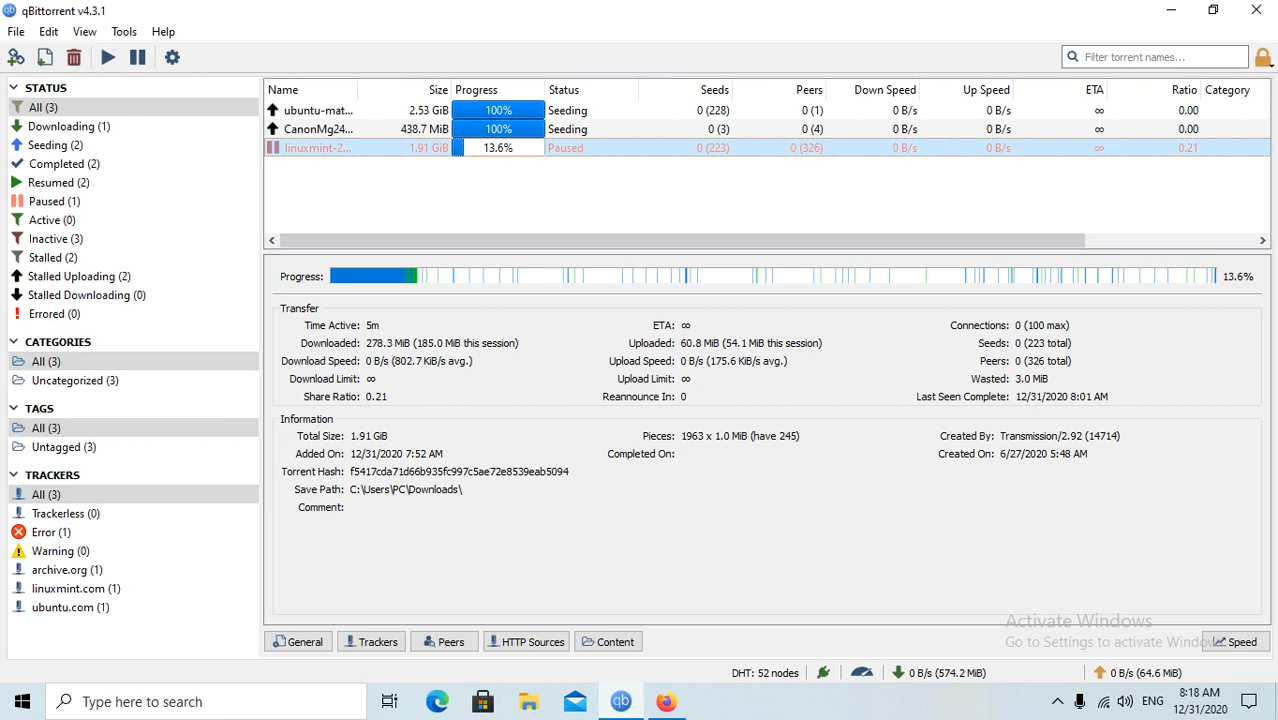 qBittorrent v4.3.1
File Edit View Tools Help
Filter torrent names...
STATUS
All (3)
Downloading (1)
Seeding (2)
Completed (2)
Resumed (2)
Paused (1)
Active (0)
Inactive (3)
Stalled (2)
Stalled Uploading (2)
Stalled Downloading (0)
Errored (0)
CATEGORIES
All (3)
Uncategorized (3)
TAGS
All (3)
Untagged (3)
TRACKERS
All (3)
Trackerless (0)
Error (1)
Warning (0)
archive.org (1)
linuxmint.com (1)
ubuntu.com (1)
Name Size Progress Status Seeds Peers Down Speed Up Speed ETA Ratio Category
ubuntu-mat... 2.53 GiB 100% Seeding 0 (228) 0 (1) 0 B/s 0 B/s ∞ 0.00
CanonMg24... 438.7 MiB 100% Seeding 0 (3) 0 (4) 0 B/s 0 B/s ∞ 0.00
linuxmint-2... 1.91 GiB 13.6% Paused 0 (223) 0 (326) 0 B/s 0 B/s ∞ 0.21
Progress: 13.6%
Transfer
Time Active: 5m ETA: ∞ Connections: 0 (100 max)
Downloaded: 278.3 MiB (185.0 MiB this session) Uploaded: 60.8 MiB (54.1 MiB this session) Seeds: 0 (223 total)
Download Speed: 0 B/s (802.7 KiB/s avg.) Upload Speed: 0 B/s (175.6 KiB/s avg.) Peers: 0 (326 total)
Download Limit: ∞ Upload Limit: ∞ Wasted: 3.0 MiB
Share Ratio: 0.21 Reannounce In: 0 Last Seen Complete: 12/31/2020 8:01 AM
Information
Total Size: 1.91 GiB Pieces: 1963 x 1.0 MiB (have 245) Created By: Transmission/2.92 (14714)
Added On: 12/31/2020 7:52 AM Completed On: Created On: 6/27/2020 5:48 AM
Torrent Hash: f5417cda71d66b935fc997c5ae72e8539eab5094
Save Path: C:\Users\PC\Downloads\
Comment:
Activate Windows
Go to Settings to activate Windows
General Trackers Peers HTTP Sources Content Speed
DHT: 52 nodes 0 B/s (574.2 MiB) 0 B/s (64.6 MiB)
Type here to search
ENG
8:18 AM
12/31/2020